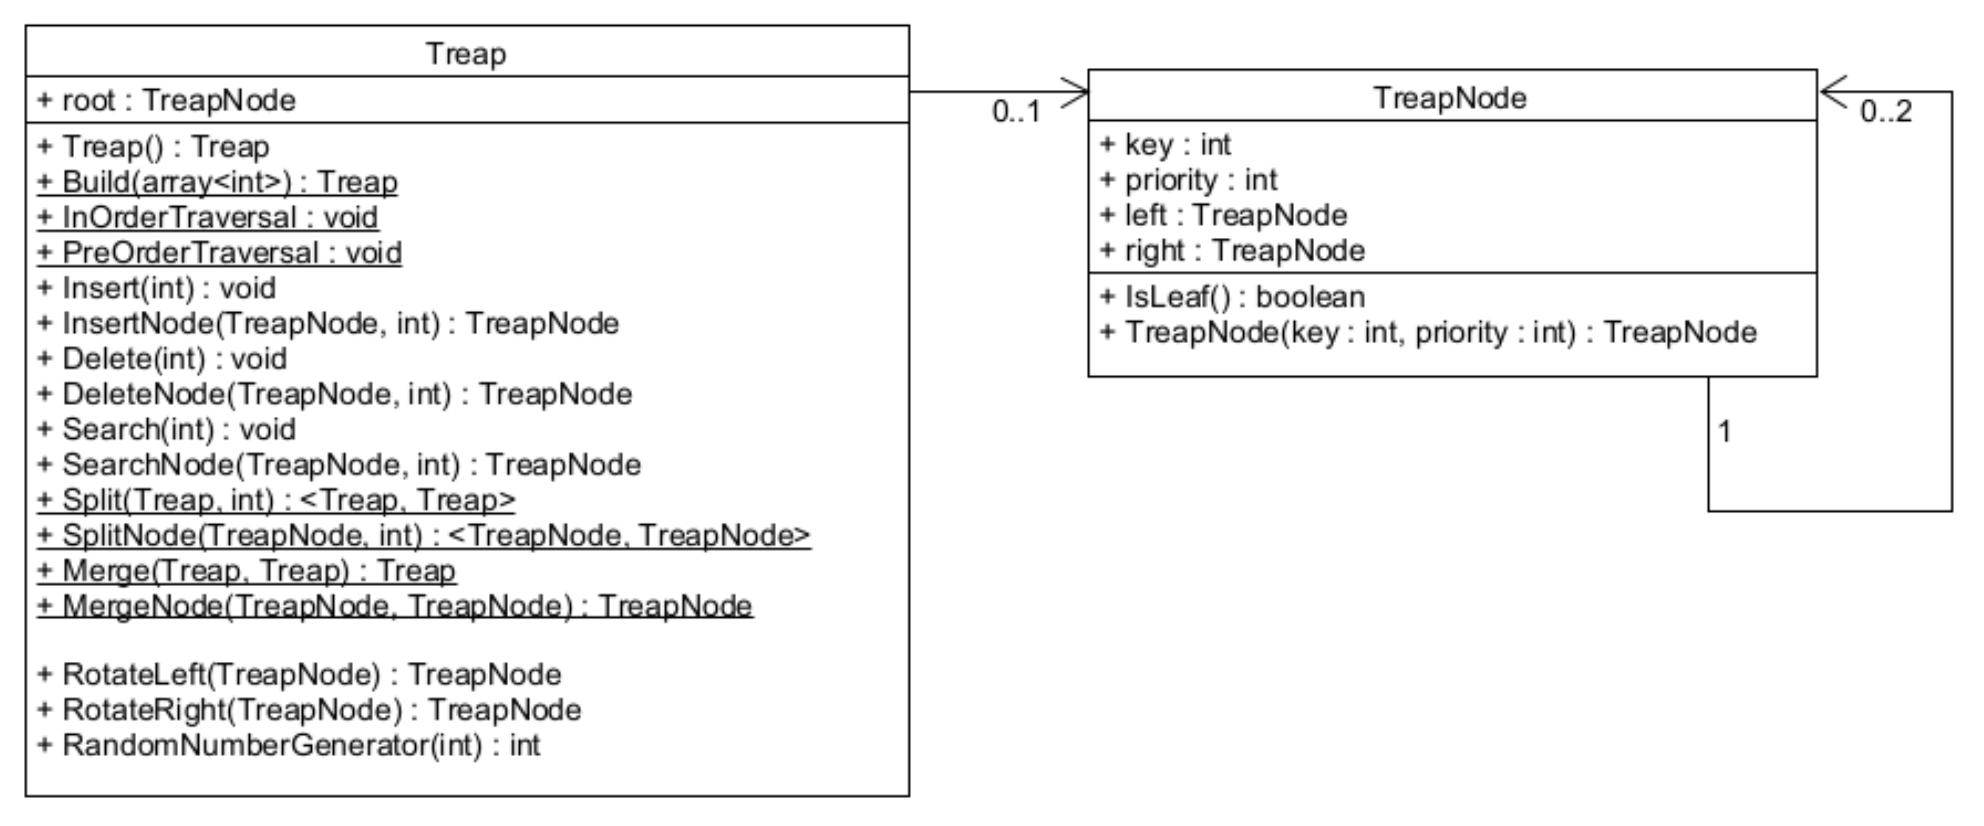 Treap
+ root : TreapNode
+ Treap() : Treap
+ Build(array<int>) : Treap
+ InOrderTraversal : void
+ PreOrderTraversal : void
+ Insert(int) : void
+ InsertNode(TreapNode, int) : TreapNode
+ Delete(int) : void
+ DeleteNode(TreapNode, int) : TreapNode
+ Search(int) : void
+ SearchNode(TreapNode, int) : TreapNode
+ Split(Treap, int) : <Treap, Treap>
+ SplitNode(TreapNode, int) : <TreapNode, TreapNode>
+ Merge(Treap, Treap) : Treap
+ MergeNode(TreapNode, TreapNode) : TreapNode
+ RotateLeft(TreapNode) : TreapNode
+ RotateRight(TreapNode) : TreapNode
+ RandomNumberGenerator(int) : int
0..1
TreapNode
+ key : int
+ priority : int
+ left : TreapNode
+ right : TreapNode
+ IsLeaf() : boolean
+ TreapNode(key : int, priority : int) : TreapNode
0..2
1